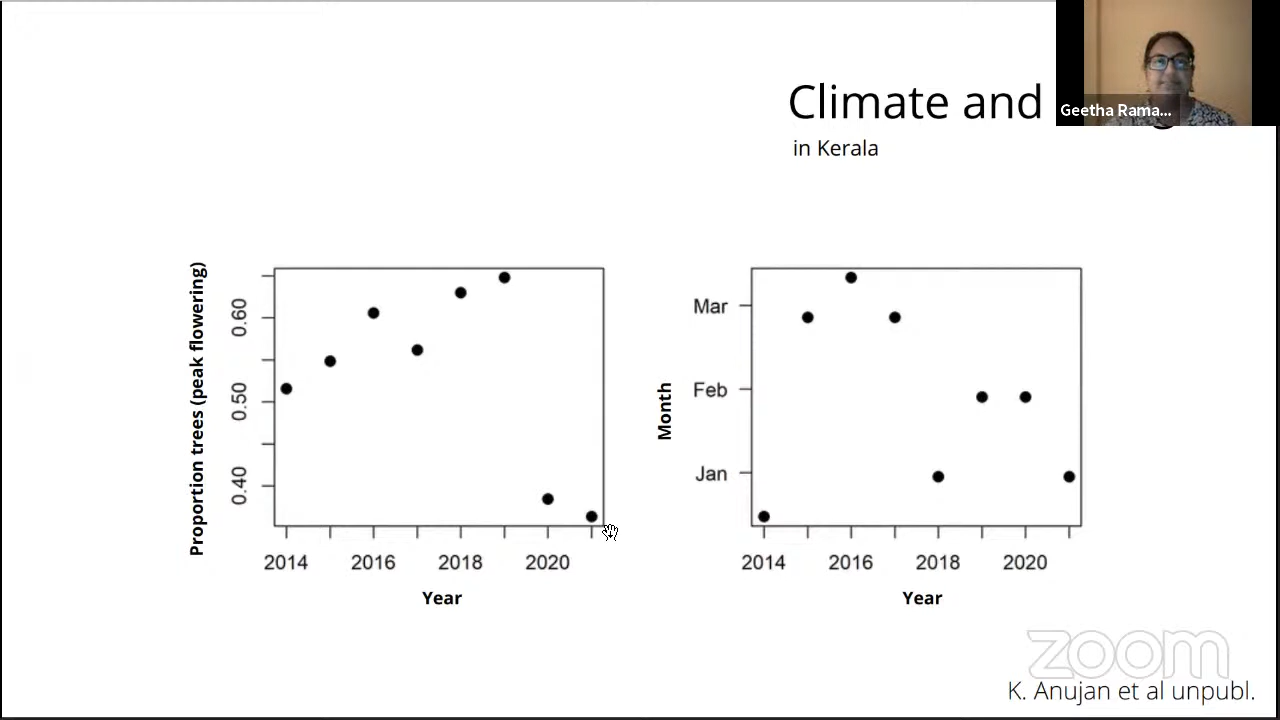 Climate and
Geetha Rama...
in Kerala
Proportion trees (peak flowering)
0.60
0.50
0.40
2014 2016 2018 2020
Year
Month
Mar
Feb
Jan
2014 2016 2018 2020
Year
zoom
K. Anujan et al unpubl.